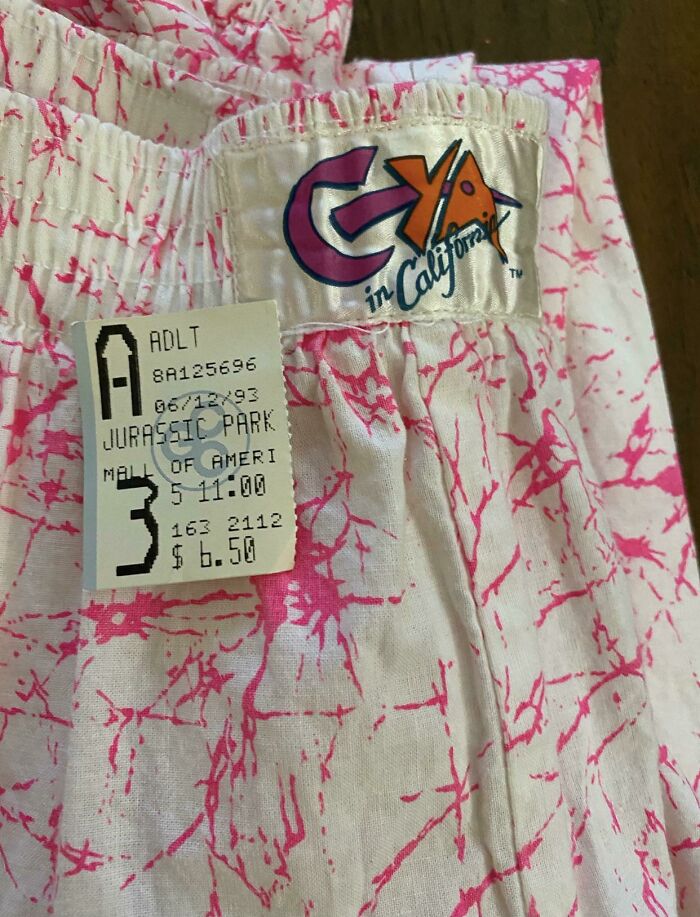 C-YA
in California
TM
A ADLT
8A125696
06/12/93
JURASSIC PARK
MALL OF AMERI
3 5 11:00
163 2112
$ 6.50